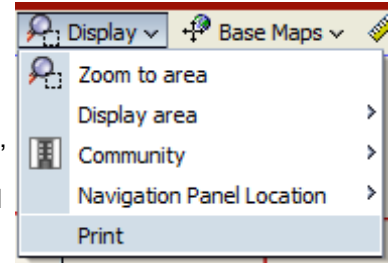 Display Base Maps
Zoom to area
Display area
Community
Navigation Panel Location
Print